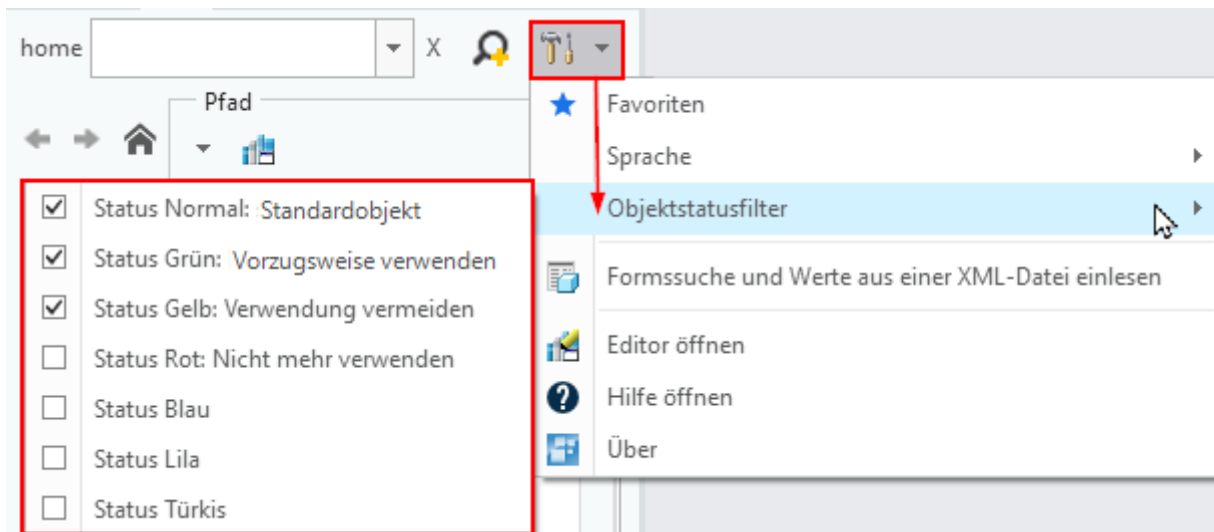 home
X
Pfad
Favoriten
Sprache
Objektstatusfilter
Formssuche und Werte aus einer XML-Datei einlesen
Editor öffnen
Hilfe öffnen
Über
Status Normal: Standardobjekt
Status Grün: Vorzugsweise verwenden
Status Gelb: Verwendung vermeiden
Status Rot: Nicht mehr verwenden
Status Blau
Status Lila
Status Türkis